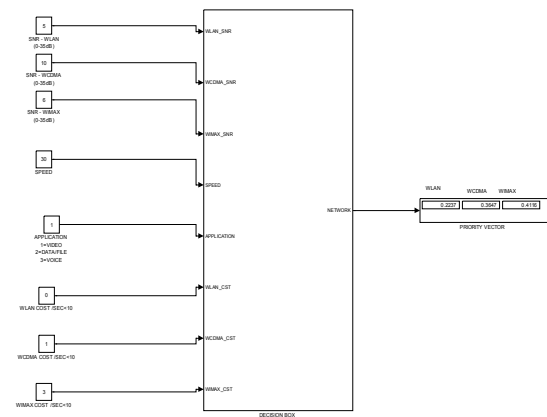 5
SNR - WLAN
(0-35dB)
WLAN_SNR
10
SNR - WCDMA
(0-35dB)
WCDMA_SNR
6
SNR - WIMAX
(0-35dB)
WIMAX_SNR
30
SPEED
SPEED
1
APPLICATION
1=VIDEO
2=DATA/FILE
3=VOICE
APPLICATION
0
WLAN COST /SEC<10
WLAN_CST
1
WCDMA COST /SEC<10
WCDMA_CST
3
WIMAX COST /SEC<10
WIMAX_CST
NETWORK
DECISION BOX
WLAN WCDMA WIMAX
0.2237 0.3647 0.4116
PRIORITY VECTOR